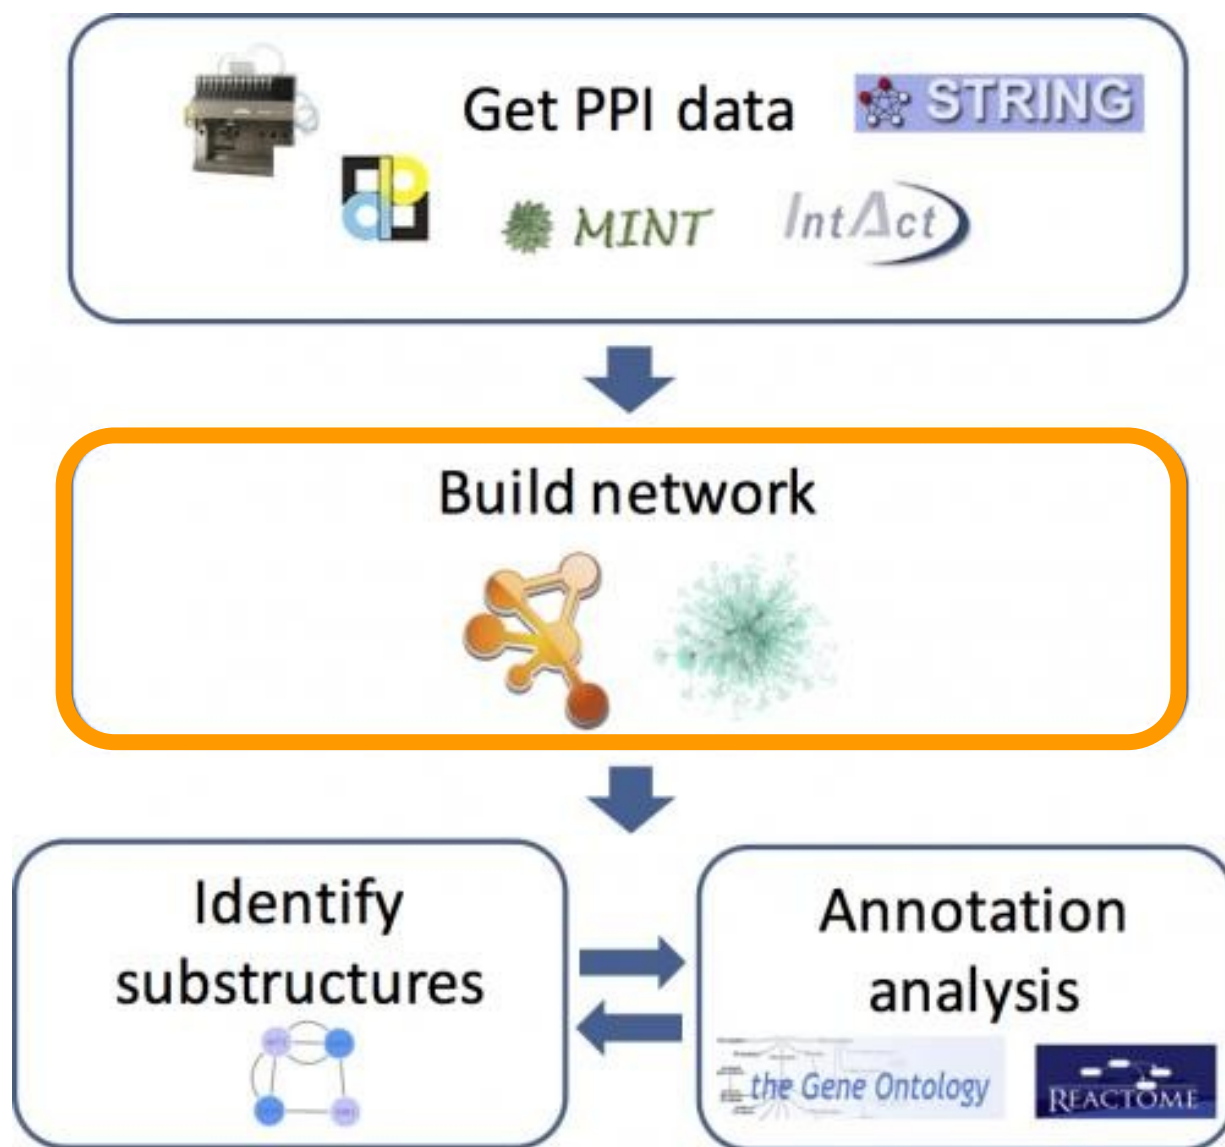 Get PPI data
STRING
MINT
IntAct
Build network
Identify
substructures
Annotation
analysis
the Gene Ontology
REACTOME